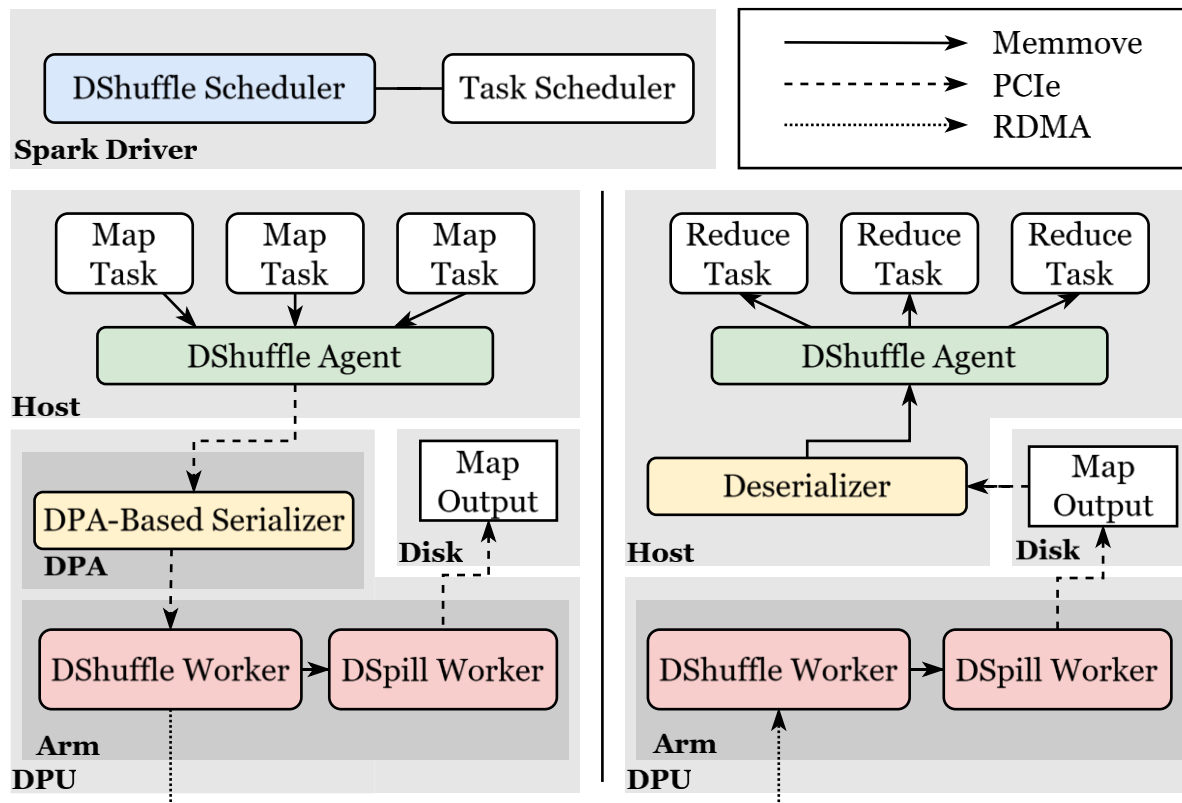 DShuffle Scheduler
Task Scheduler
Spark Driver
Memmove
PCIe
RDMA
Map
Task
Map
Task
Map
Task
DShuffle Agent
Host
DPA-Based Serializer
DPA
Map
Output
Disk
DShuffle Worker
DSpill Worker
Arm
DPU
Reduce
Task
Reduce
Task
Reduce
Task
DShuffle Agent
Deserializer
Host
Map
Output
Disk
DShuffle Worker
DSpill Worker
Arm
DPU